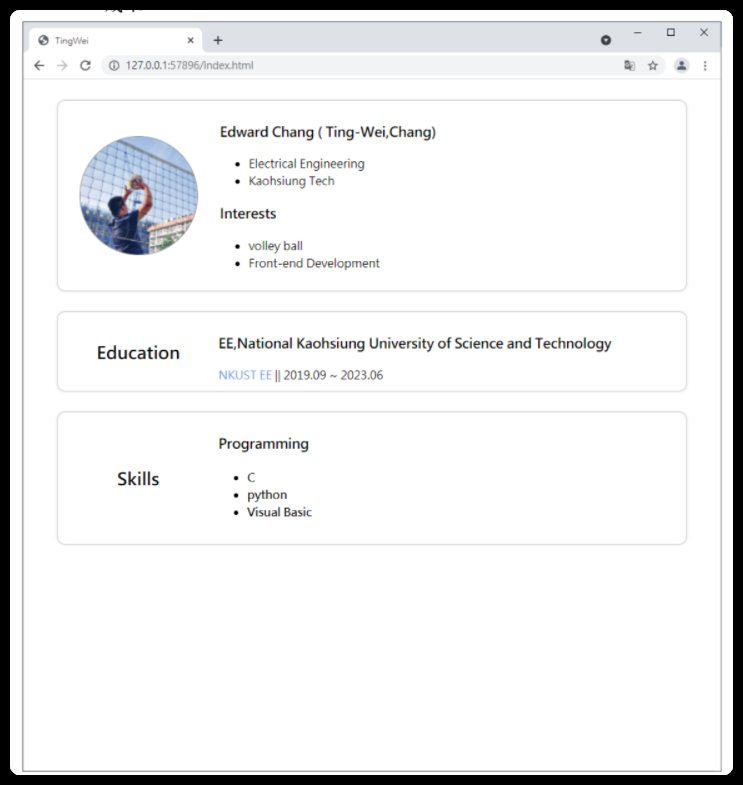 TingWei
127.0.0.1:57896/index.html
Edward Chang ( Ting-Wei,Chang)
Electrical Engineering
Kaohsiung Tech
Interests
volley ball
Front-end Development
Education
EE,National Kaohsiung University of Science and Technology
NKUST EE || 2019.09 ~ 2023.06
Skills
Programming
C
python
Visual Basic